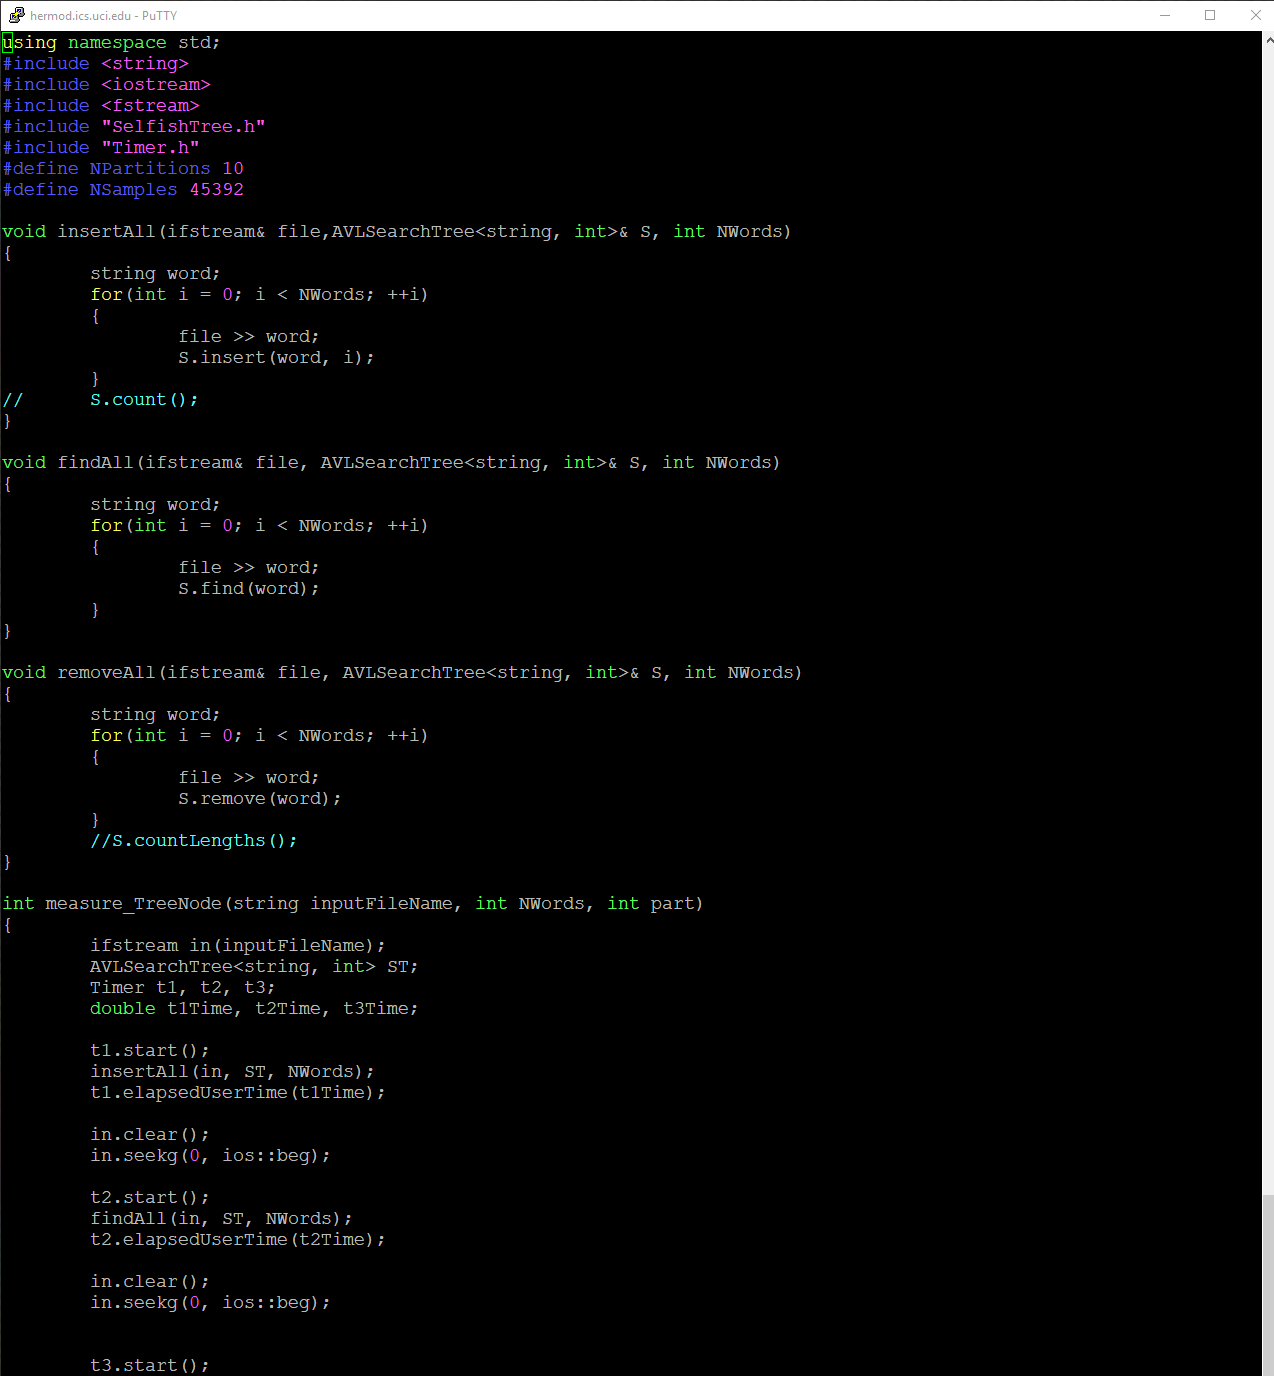 hermod.ics.uci.edu - PuTTY
using namespace std;
#include <string>
#include <iostream>
#include <fstream>
#include "SelfishTree.h"
#include "Timer.h"
#define NPartitions 10
#define NSamples 45392

void insertAll(ifstream& file,AVLSearchTree<string, int>& S, int NWords)
{
        string word;
        for(int i = 0; i < NWords; ++i)
        {
                file >> word;
                S.insert(word, i);
        }
//      S.count();
}

void findAll(ifstream& file, AVLSearchTree<string, int>& S, int NWords)
{
        string word;
        for(int i = 0; i < NWords; ++i)
        {
                file >> word;
                S.find(word);
        }
}

void removeAll(ifstream& file, AVLSearchTree<string, int>& S, int NWords)
{
        string word;
        for(int i = 0; i < NWords; ++i)
        {
                file >> word;
                S.remove(word);
        }
        //S.countLengths();
}

int measure_TreeNode(string inputFileName, int NWords, int part)
{
        ifstream in(inputFileName);
        AVLSearchTree<string, int> ST;
        Timer t1, t2, t3;
        double t1Time, t2Time, t3Time;

        t1.start();
        insertAll(in, ST, NWords);
        t1.elapsedUserTime(t1Time);

        in.clear();
        in.seekg(0, ios::beg);

        t2.start();
        findAll(in, ST, NWords);
        t2.elapsedUserTime(t2Time);

        in.clear();
        in.seekg(0, ios::beg);


        t3.start();